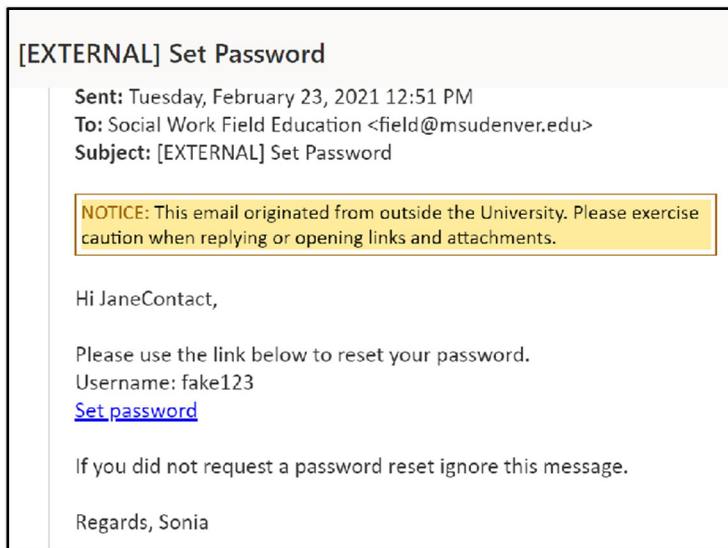 [EXTERNAL] Set Password
Sent: Tuesday, February 23, 2021 12:51 PM
To: Social Work Field Education <field@msudenver.edu>
Subject: [EXTERNAL] Set Password
NOTICE: This email originated from outside the University. Please exercise
caution when replying or opening links and attachments.
Hi JaneContact,
Please use the link below to reset your password.
Username: fake123
Set password
If you did not request a password reset ignore this message.
Regards, Sonia